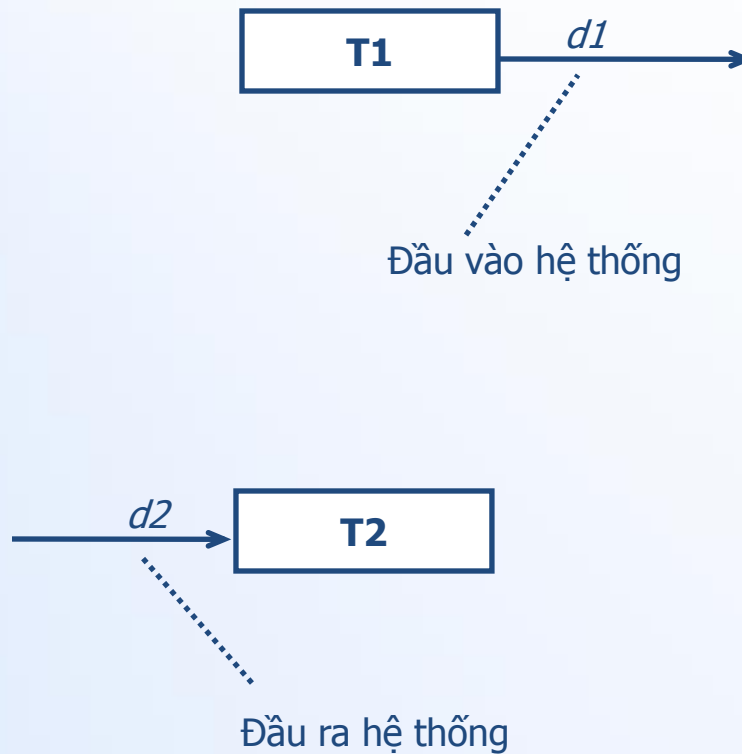 T1
d1
Đầu vào hệ thống
d2
T2
Đầu ra hệ thống